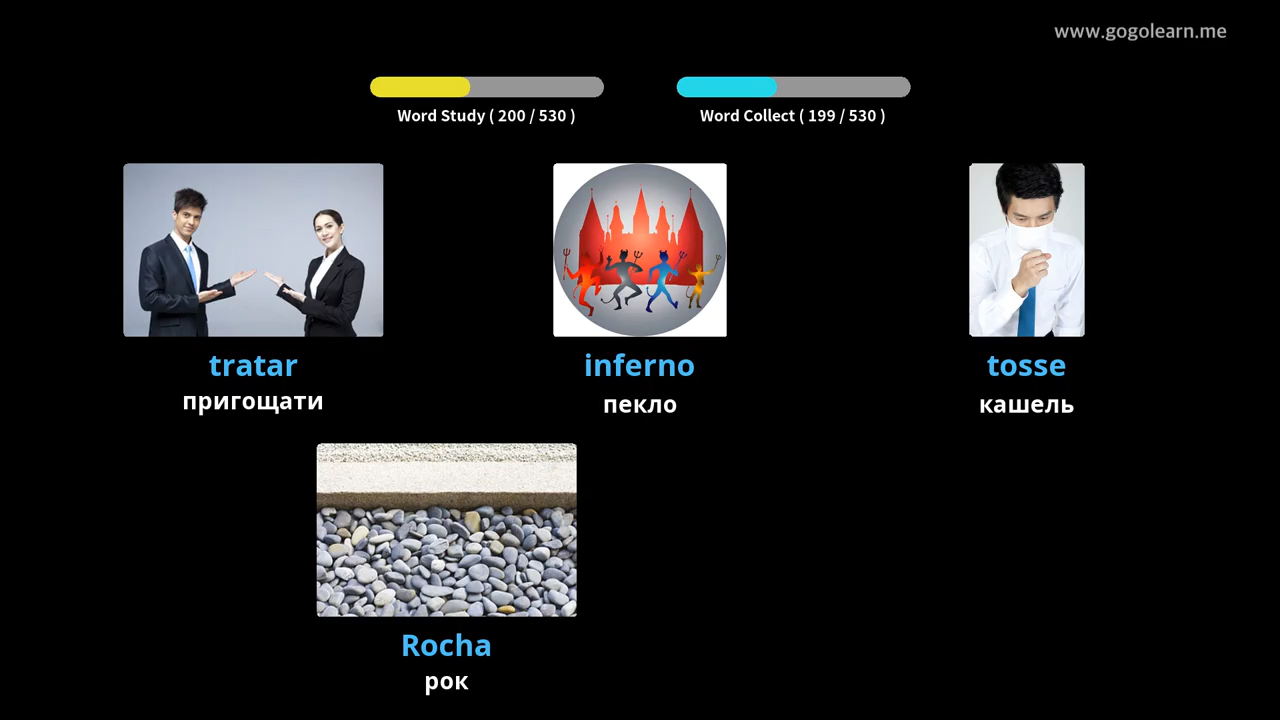 www.gogolearn.me
Word Study ( 200 / 530 )
Word Collect ( 199 / 530 )
tratar
пригощати
inferno
пекло
tosse
кашель
Rocha
рок